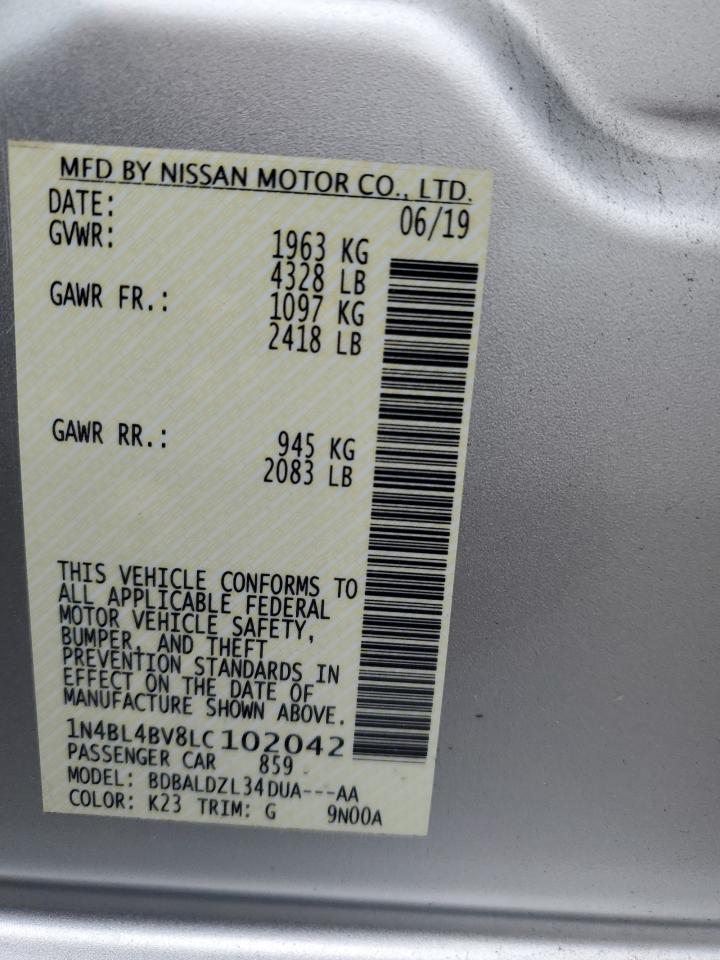 MFD BY NISSAN MOTOR CO., LTD.
DATE: 06/19
GVWR: 1963 KG
4328 LB
GAWR FR.: 1097 KG
2418 LB
GAWR RR.: 945 KG
2083 LB
THIS VEHICLE CONFORMS TO
ALL APPLICABLE FEDERAL
MOTOR VEHICLE SAFETY,
BUMPER, AND THEFT
PREVENTION STANDARDS IN
EFFECT ON THE DATE OF
MANUFACTURE SHOWN ABOVE.
1N4BL4BV8LC102042
PASSENGER CAR 859
MODEL: BDBALDZL34DUA---AA
COLOR: K23 TRIM: G 9N00A